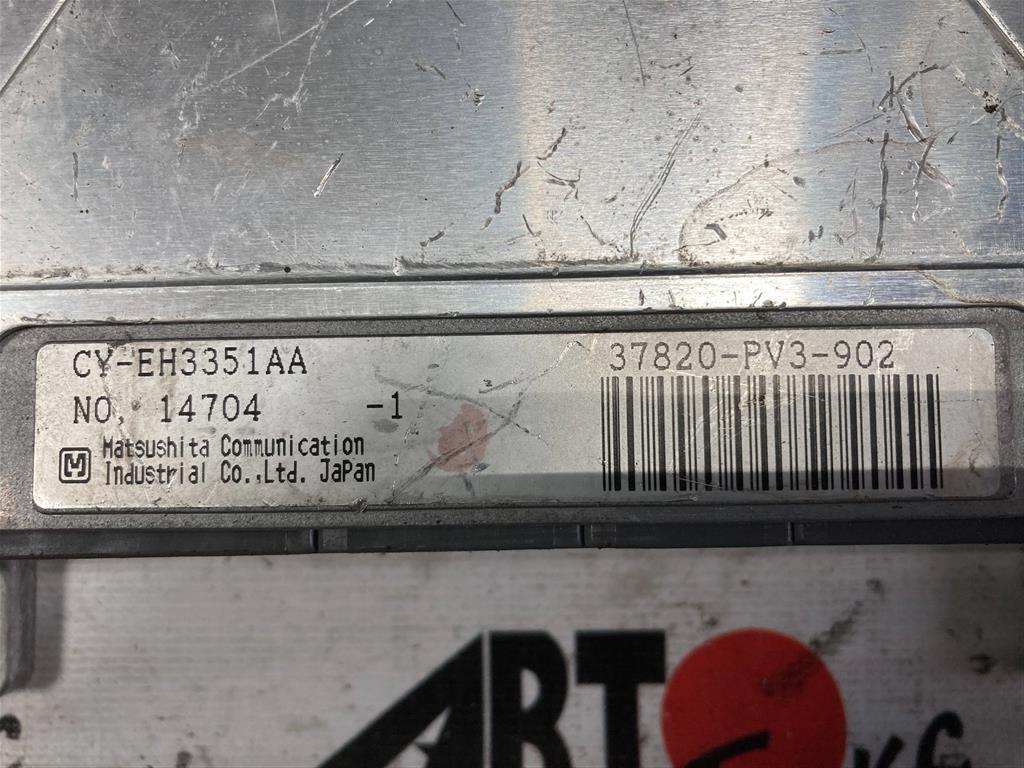 CY-EH3351AA
NO. 14704 -1
M Matsushita Communication
Industrial Co.,Ltd. JaPan
37820-PV3-902
ART